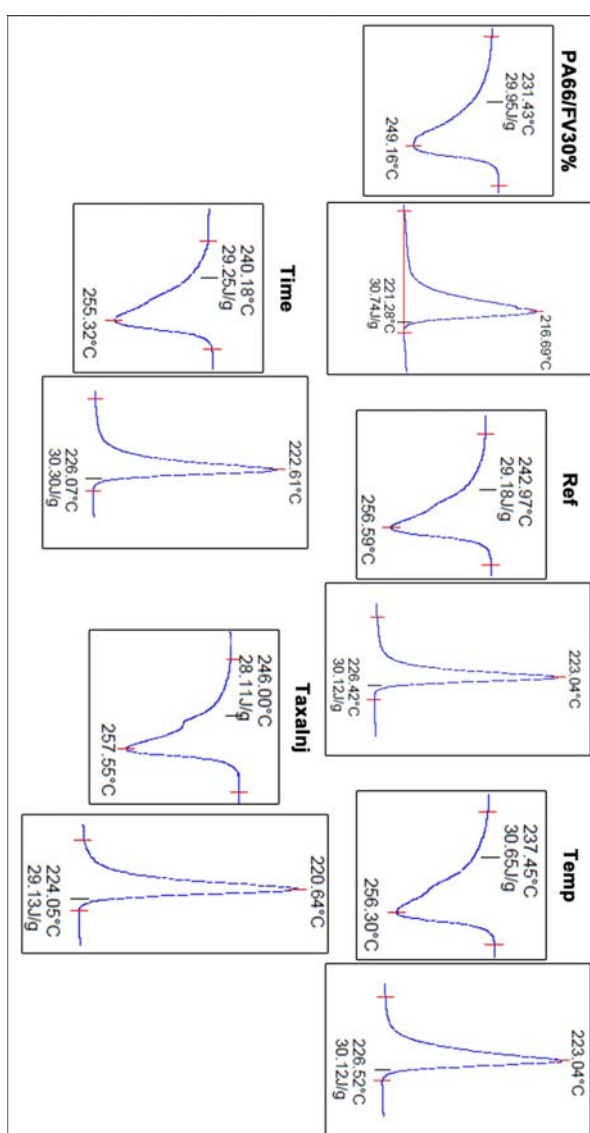 PA66/FV30%
231.43°C
29.95J/g
249.16°C
216.69°C
221.28°C
30.74J/g
Ref
242.97°C
29.18J/g
256.59°C
223.04°C
226.42°C
30.12J/g
Temp
237.45°C
30.65J/g
256.30°C
223.04°C
226.52°C
30.12J/g
Time
240.18°C
29.25J/g
255.32°C
222.61°C
226.07°C
30.30J/g
TaxaInj
246.00°C
28.11J/g
257.55°C
220.64°C
224.05°C
29.13J/g